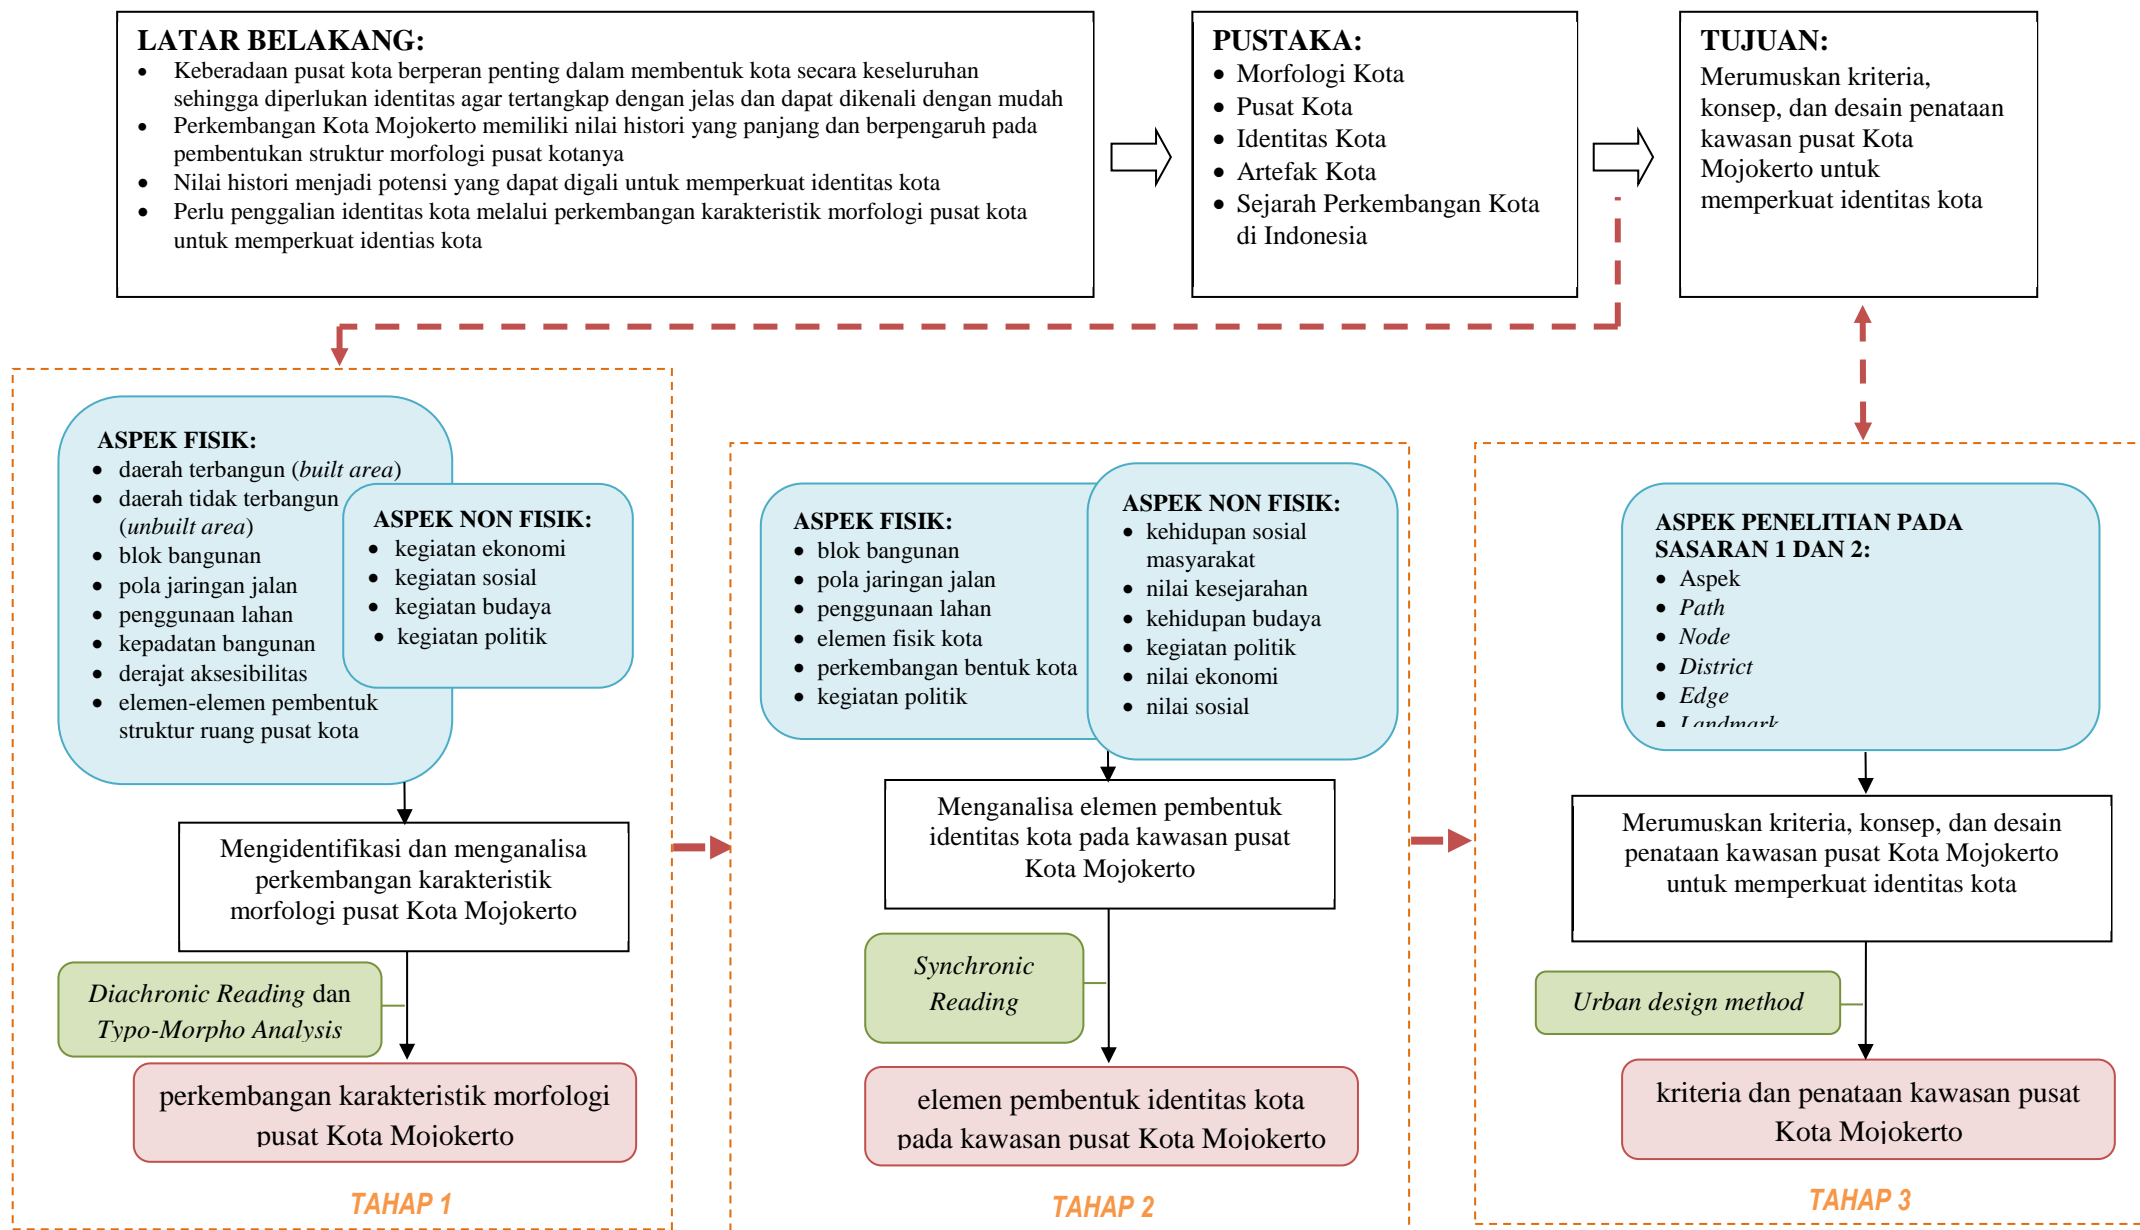 LATAR BELAKANG:
• Keberadaan pusat kota berperan penting dalam membentuk kota secara keseluruhan
sehingga diperlukan identitas agar tertangkap dengan jelas dan dapat dikenali dengan mudah
• Perkembangan Kota Mojokerto memiliki nilai histori yang panjang dan berpengaruh pada
pembentukan struktur morfologi pusat kotanya
• Nilai histori menjadi potensi yang dapat digali untuk memperkuat identitas kota
• Perlu penggalian identitas kota melalui perkembangan karakteristik morfologi pusat kota
untuk memperkuat identias kota
PUSTAKA:
• Morfologi Kota
• Pusat Kota
• Identitas Kota
• Artefak Kota
• Sejarah Perkembangan Kota
di Indonesia
TUJUAN:
Merumuskan kriteria,
konsep, dan desain penataan
kawasan pusat Kota
Mojokerto untuk
memperkuat identitas kota
ASPEK FISIK:
• daerah terbangun (built area)
• daerah tidak terbangun
(unbuilt area)
• blok bangunan
• pola jaringan jalan
• penggunaan lahan
• kepadatan bangunan
• derajat aksesibilitas
• elemen-elemen pembentuk
struktur ruang pusat kota
ASPEK NON FISIK:
• kegiatan ekonomi
• kegiatan sosial
• kegiatan budaya
• kegiatan politik
Mengidentifikasi dan menganalisa
perkembangan karakteristik
morfologi pusat Kota Mojokerto
Diachronic Reading dan
Typo-Morpho Analysis
perkembangan karakteristik morfologi
pusat Kota Mojokerto
TAHAP 1
ASPEK FISIK:
• blok bangunan
• pola jaringan jalan
• penggunaan lahan
• elemen fisik kota
• perkembangan bentuk kota
• kegiatan politik
ASPEK NON FISIK:
• kehidupan sosial
masyarakat
• nilai kesejarahan
• kehidupan budaya
• kegiatan politik
• nilai ekonomi
• nilai sosial
Menganalisa elemen pembentuk
identitas kota pada kawasan pusat
Kota Mojokerto
Synchronic
Reading
elemen pembentuk identitas kota
pada kawasan pusat Kota Mojokerto
TAHAP 2
ASPEK PENELITIAN PADA
SASARAN 1 DAN 2:
• Aspek
• Path
• Node
• District
• Edge
• Landmark
Merumuskan kriteria, konsep, dan desain
penataan kawasan pusat Kota Mojokerto
untuk memperkuat identitas kota
Urban design method
kriteria dan penataan kawasan pusat
Kota Mojokerto
TAHAP 3